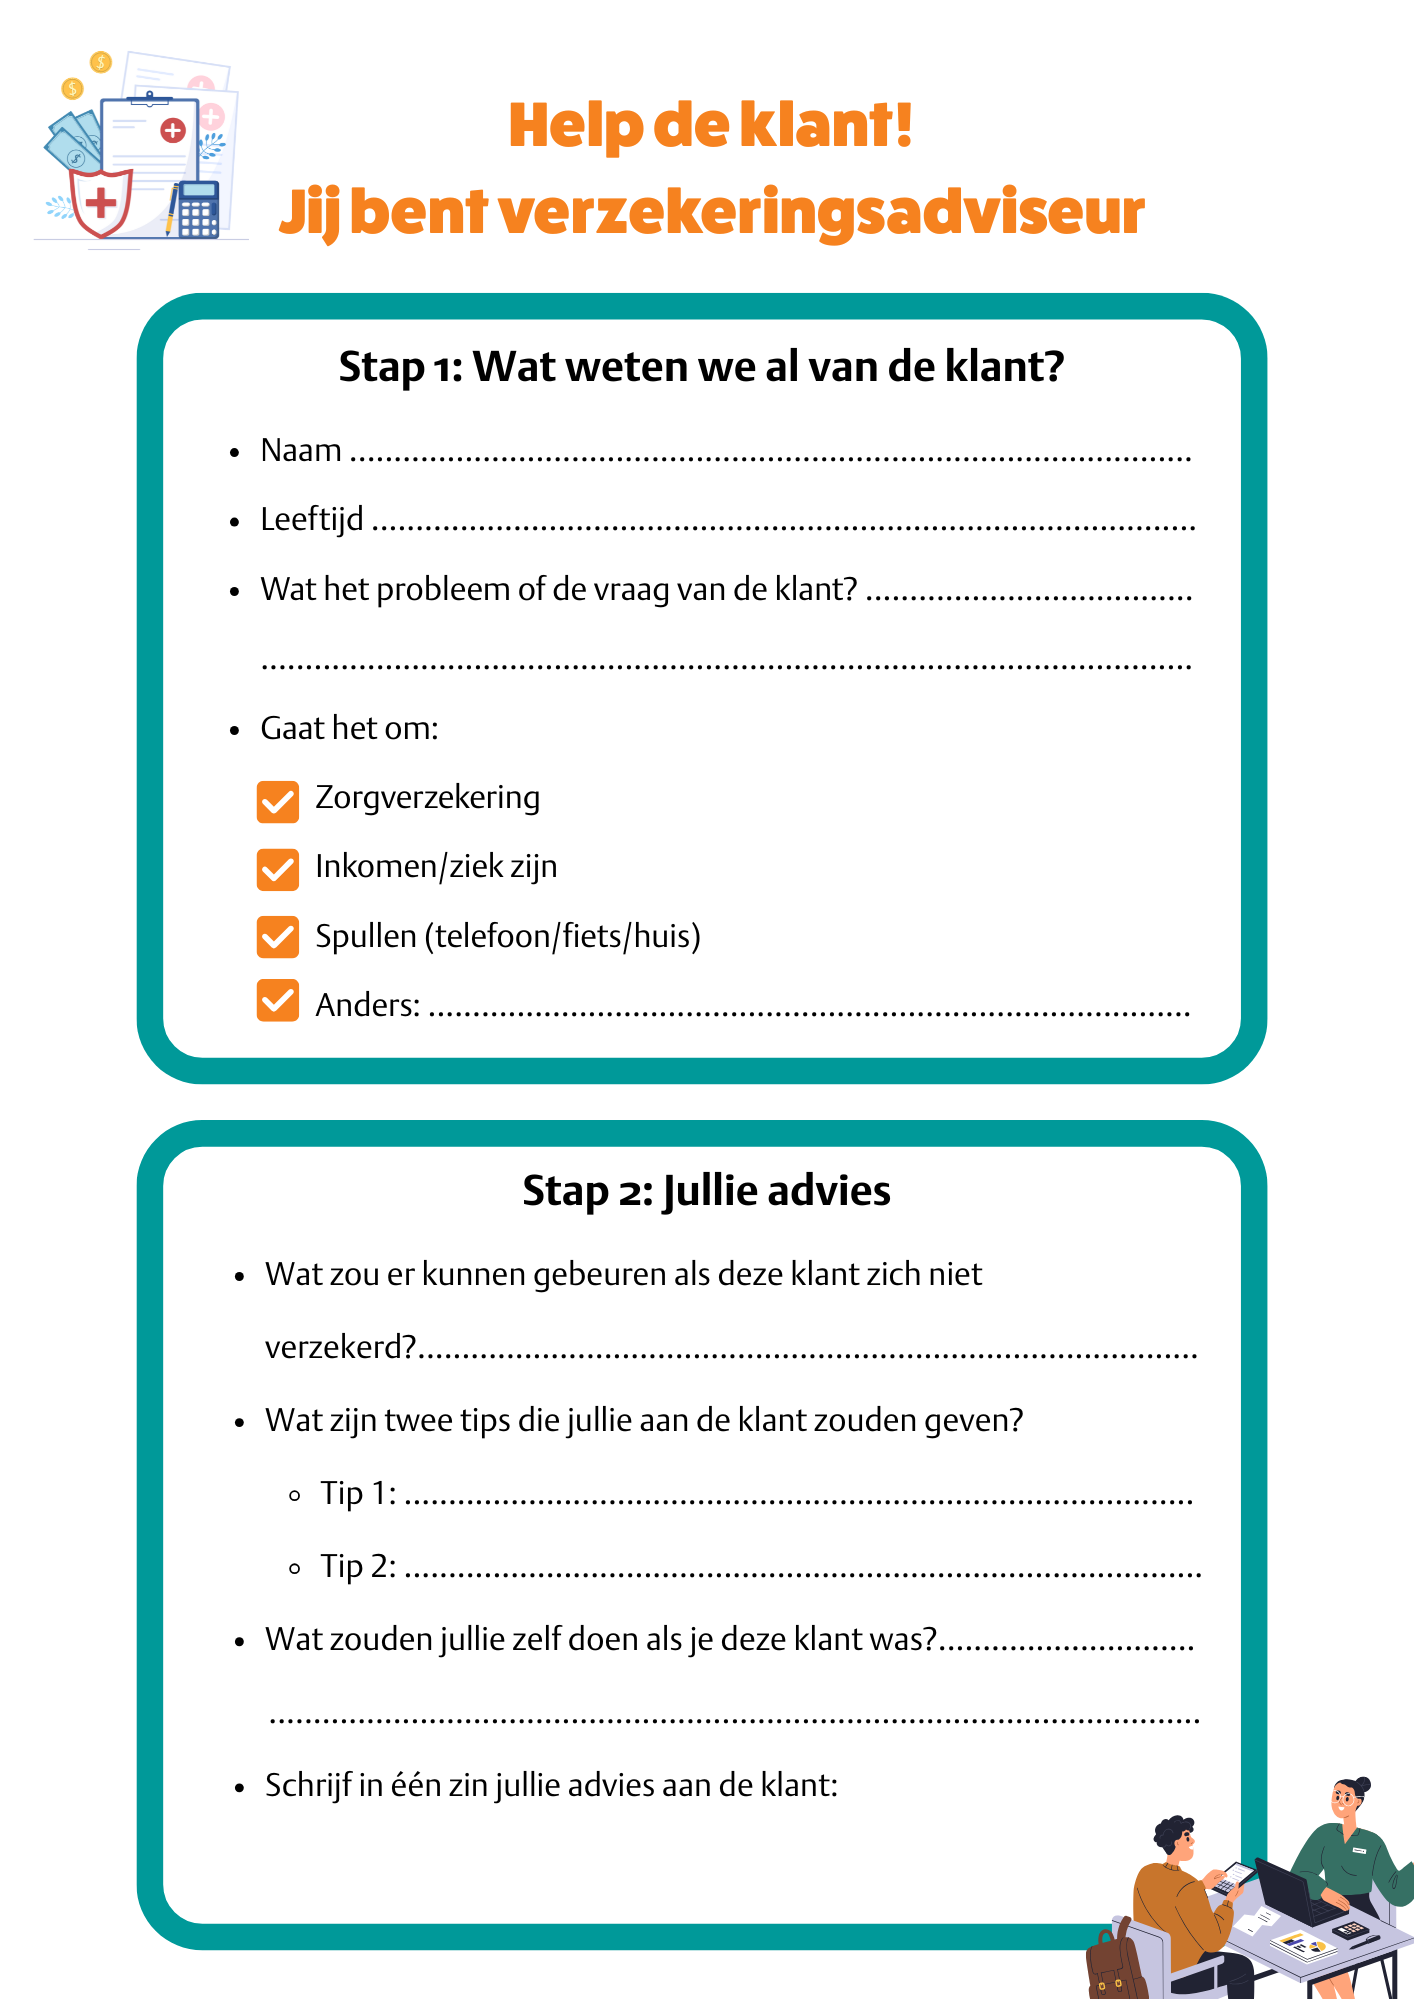 Help de klant!
Jij bent verzekeringsadviseur
Stap 1: Wat weten we al van de klant?
• Naam ...............................................................................................
• Leeftijd .............................................................................................
• Wat het probleem of de vraag van de klant? .....................................
.........................................................................................................
• Gaat het om:
Zorgverzekering
Inkomen/ziek zijn
Spullen (telefoon/fiets/huis)
Anders: ......................................................................................
Stap 2: Jullie advies
• Wat zou er kunnen gebeuren als deze klant zich niet
verzekerd?........................................................................................
• Wat zijn twee tips die jullie aan de klant zouden geven?
Tip 1: .........................................................................................
Tip 2: ..........................................................................................
• Wat zouden jullie zelf doen als je deze klant was?.............................
.........................................................................................................
• Schrijf in één zin jullie advies aan de klant: